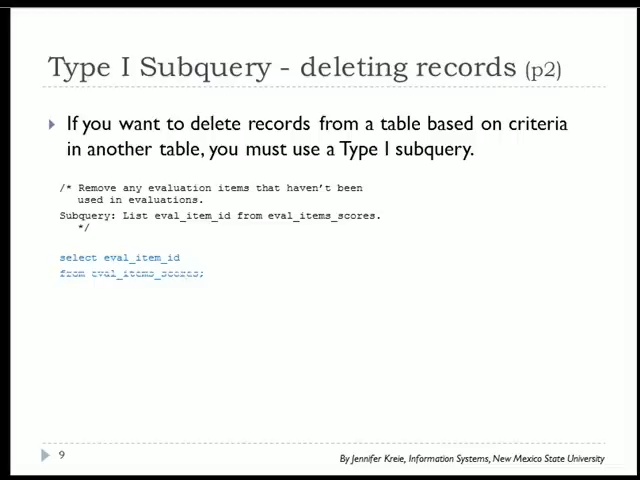 Type I Subquery - deleting records (p2)
If you want to delete records from a table based on criteria
in another table, you must use a Type I subquery.
/* Remove any evaluation items that haven't been
used in evaluations.
Subquery: List eval_item_id from eval_items_scores.
*/
select eval_item_id
from eval_items_scores;
9
By Jennifer Kreie, Information Systems, New Mexico State University